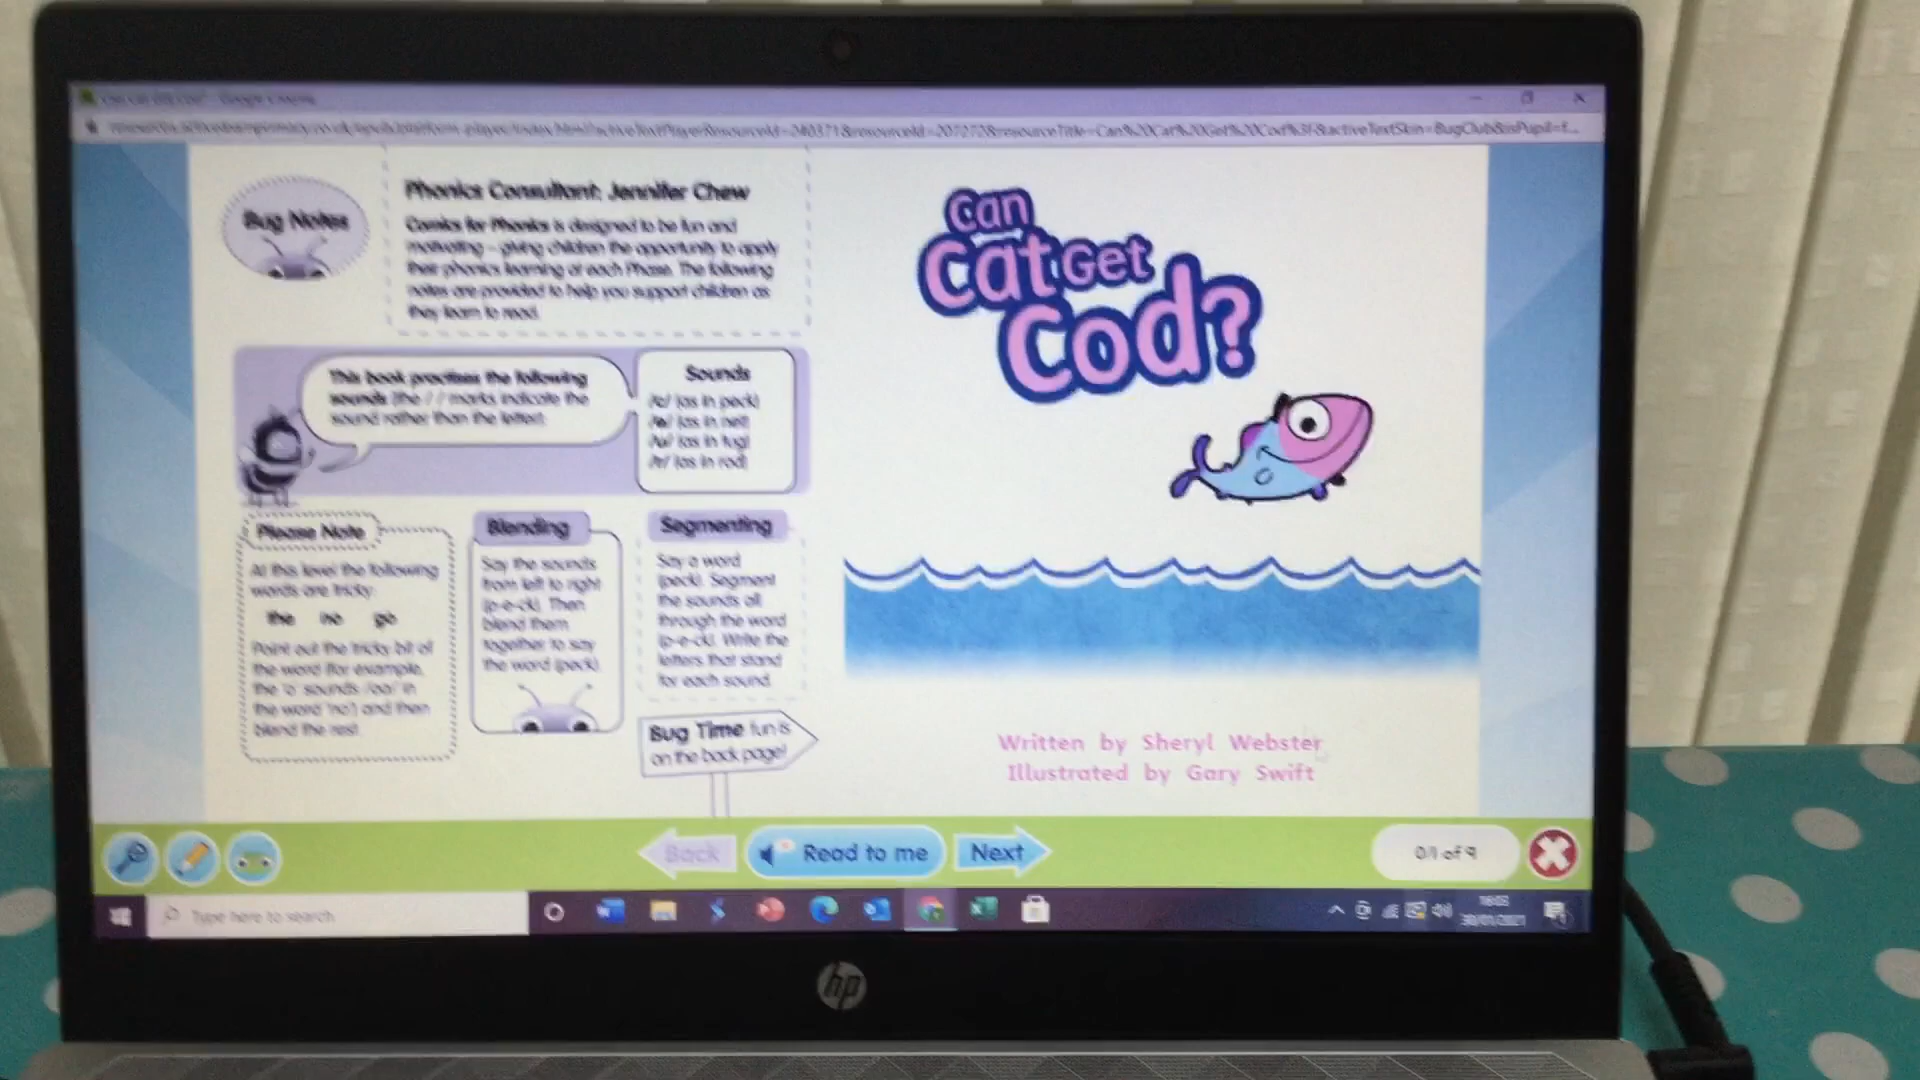 Bug Notes
Phonics Consultant: Jennifer Chew
Comics for Phonics is designed to be fun and
motivating – giving children the opportunity to apply
their phonics learning at each Phase. The following
notes are provided to help you support children as
they learn to read.
This book practises the following
sounds (the / / marks indicate the
sound rather than the letter):
Sounds
/c/ (as in peck)
/e/ (as in net)
/u/ (as in tug)
/r/ (as in rod)
Please Note
At this level the following
words are tricky:
the no go
Point out the tricky bit of
the word (for example,
the 'o' sounds /oa/ in
the word 'no') and then
blend the rest.
Blending
Say the sounds
from left to right
(p-e-ck). Then
blend them
together to say
the word (peck).
Segmenting
Say a word
(peck). Segment
the sounds all
through the word
(p-e-ck). Write the
letters that stand
for each sound.
Bug Time fun is
on the back page!
Can
Cat Get
Cod?
Written by Sheryl Webster
Illustrated by Gary Swift
Back
Read to me
Next
0/1 of 9
Type here to search
16:03
30/01/2021
hp